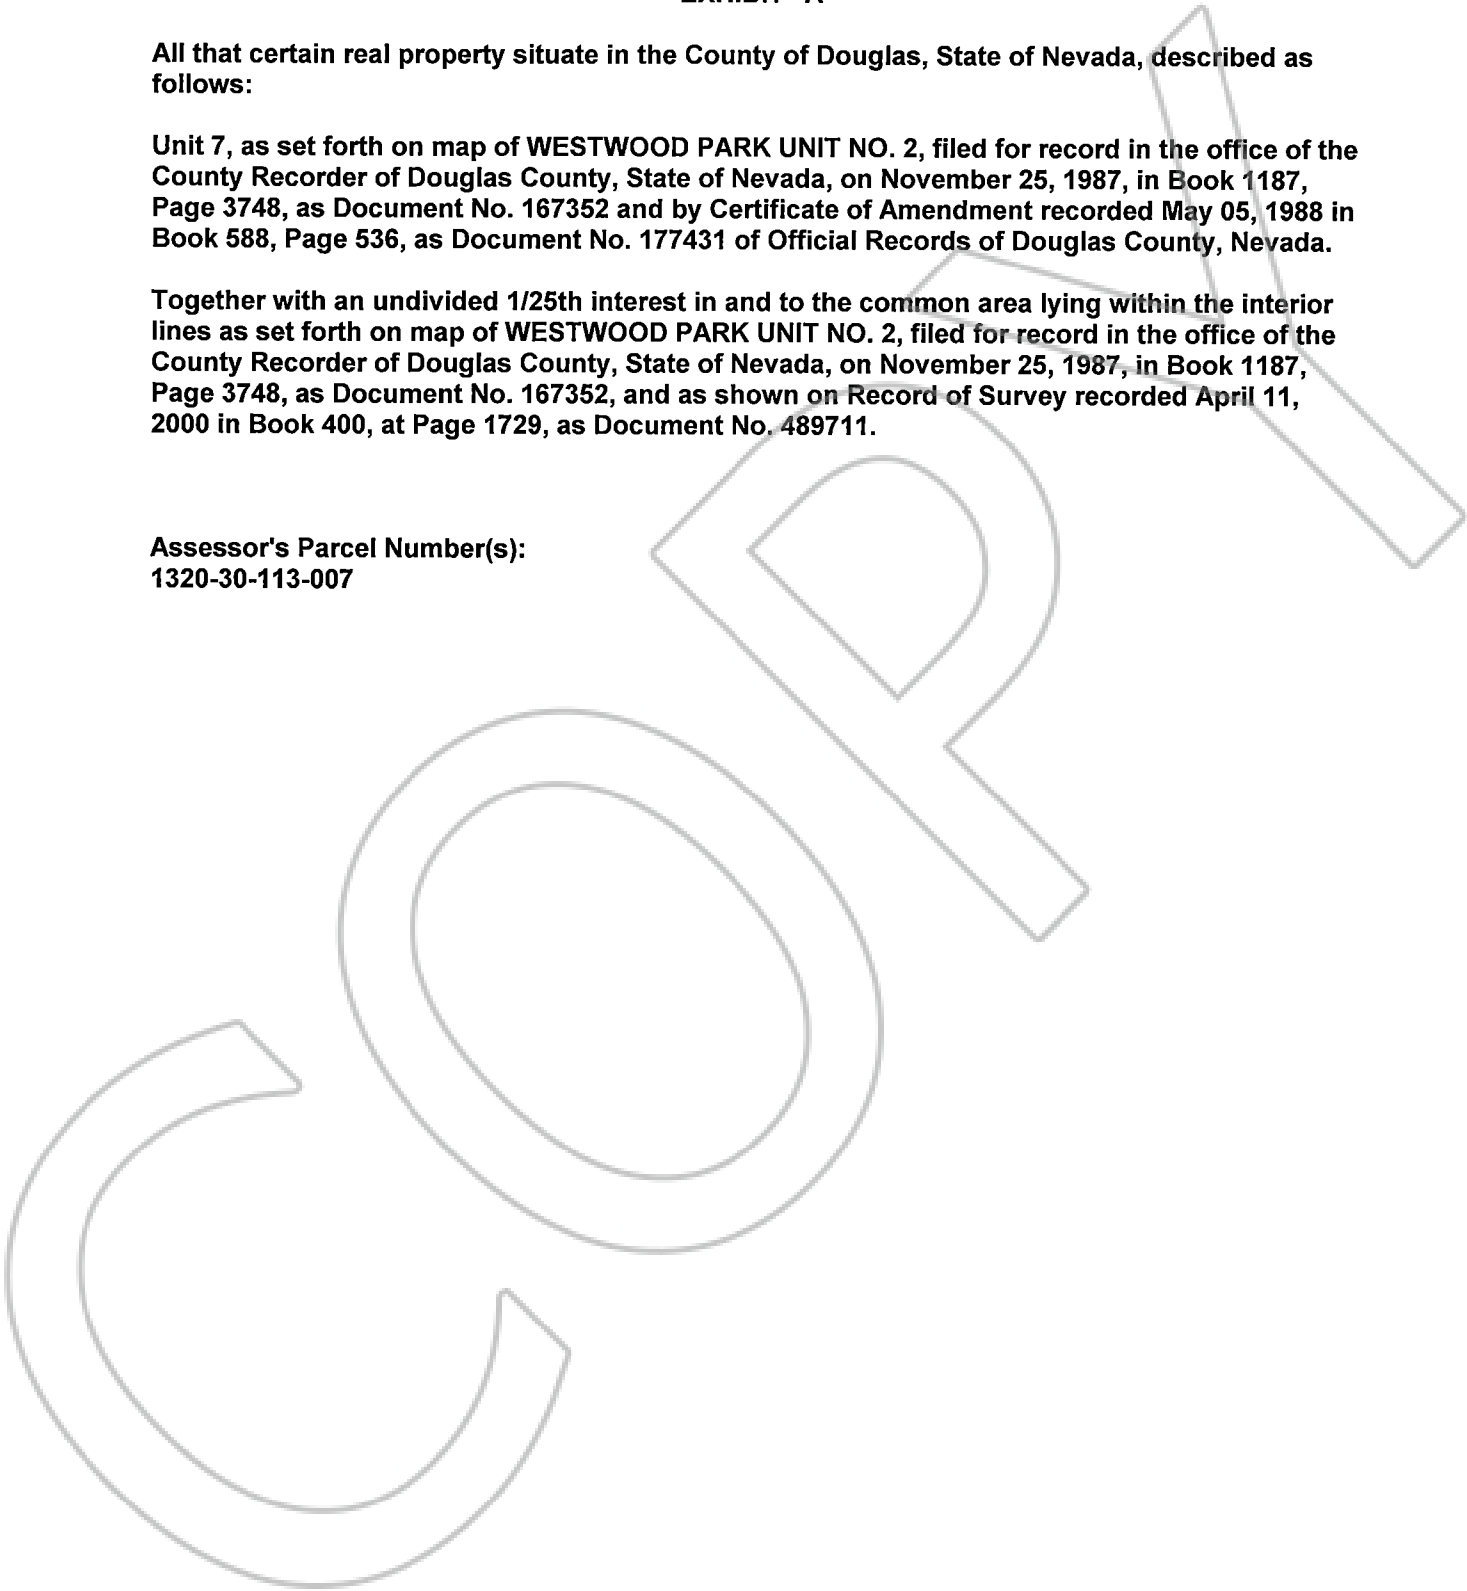 All that certain real property situate in the County of Douglas, State of Nevada, described as
follows:
Unit 7, as set forth on map of WESTWOOD PARK UNIT NO. 2, filed for record in the office of the
County Recorder of Douglas County, State of Nevada, on November 25, 1987, in Book 1187,
Page 3748, as Document No. 167352 and by Certificate of Amendment recorded May 05, 1988 in
Book 588, Page 536, as Document No. 177431 of Official Records of Douglas County, Nevada.
Together with an undivided 1/25th interest in and to the common area lying within the interior
lines as set forth on map of WESTWOOD PARK UNIT NO. 2, filed for record in the office of the
County Recorder of Douglas County, State of Nevada, on November 25, 1987, in Book 1187,
Page 3748, as Document No. 167352, and as shown on Record of Survey recorded April 11,
2000 in Book 400, at Page 1729, as Document No. 489711.
Assessor's Parcel Number(s):
1320-30-113-007
COPY